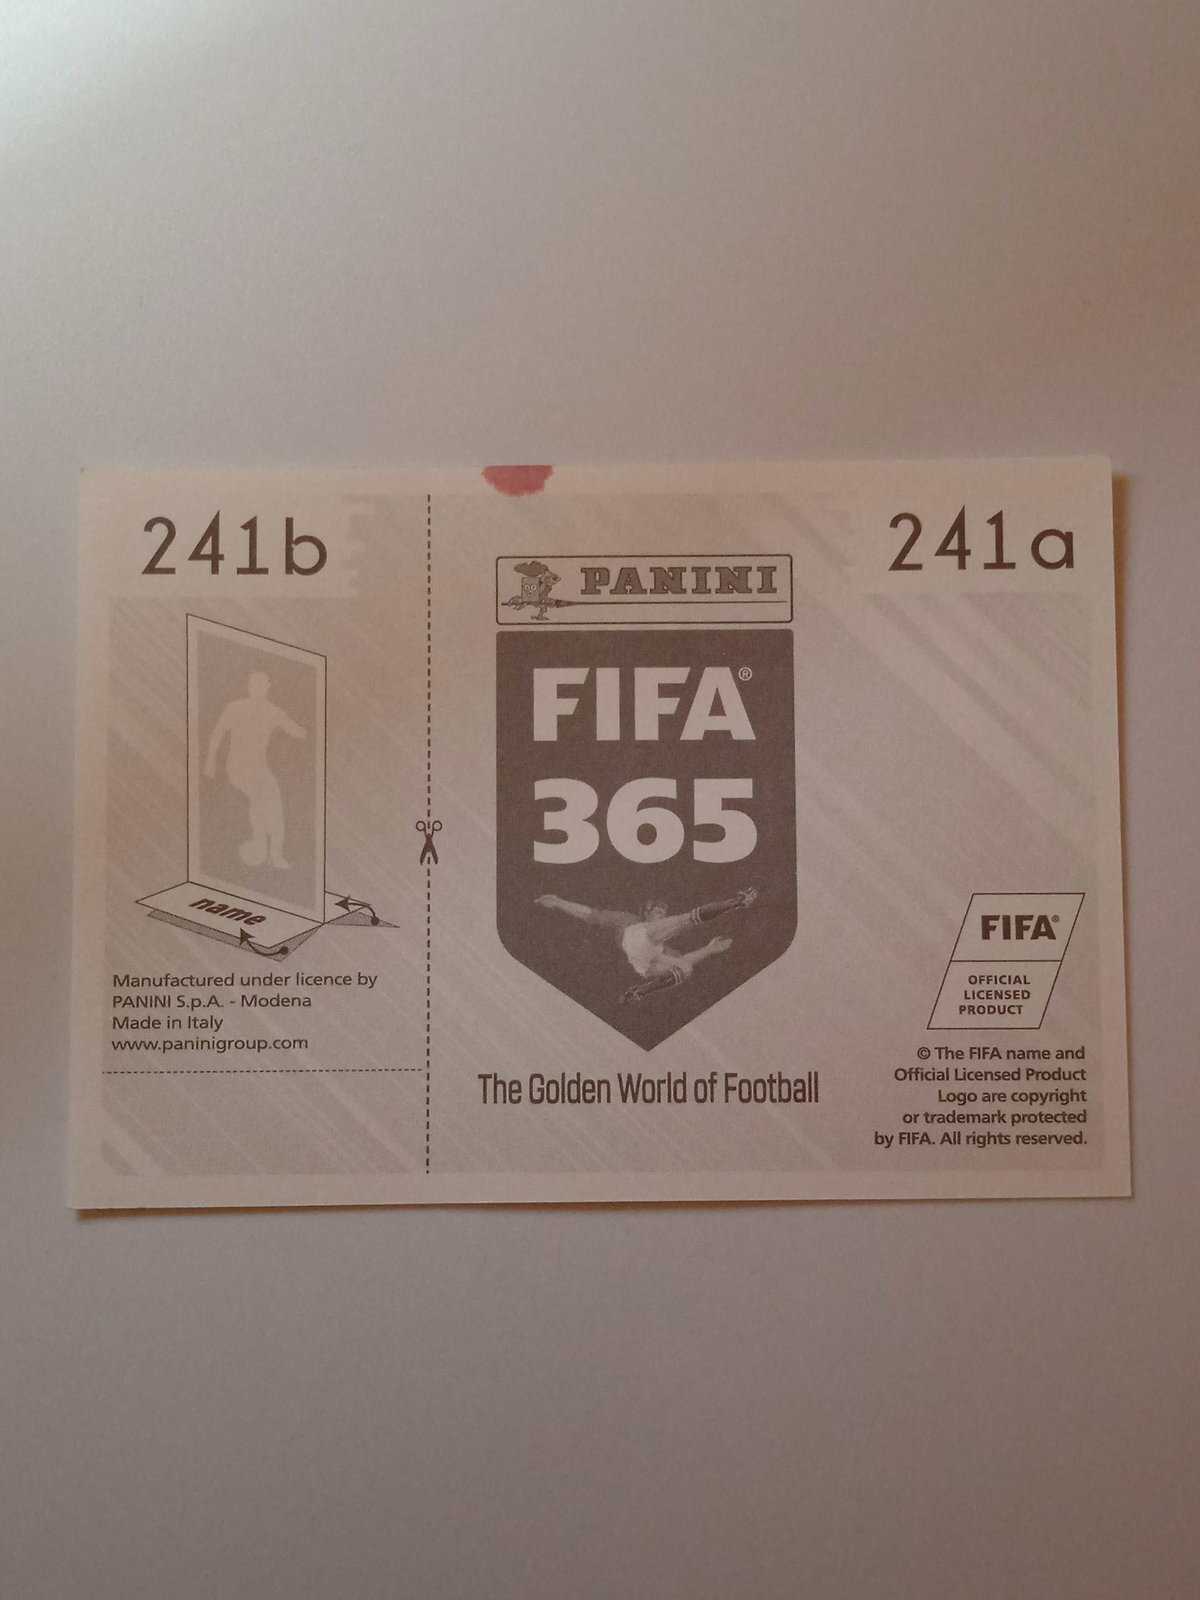 241b
241a
PANINI
FIFA®
365
name
Manufactured under licence by
PANINI S.p.A. - Modena
Made in Italy
www.paninigroup.com
The Golden World of Football
FIFA®
OFFICIAL
LICENSED
PRODUCT
© The FIFA name and
Official Licensed Product
Logo are copyright
or trademark protected
by FIFA. All rights reserved.